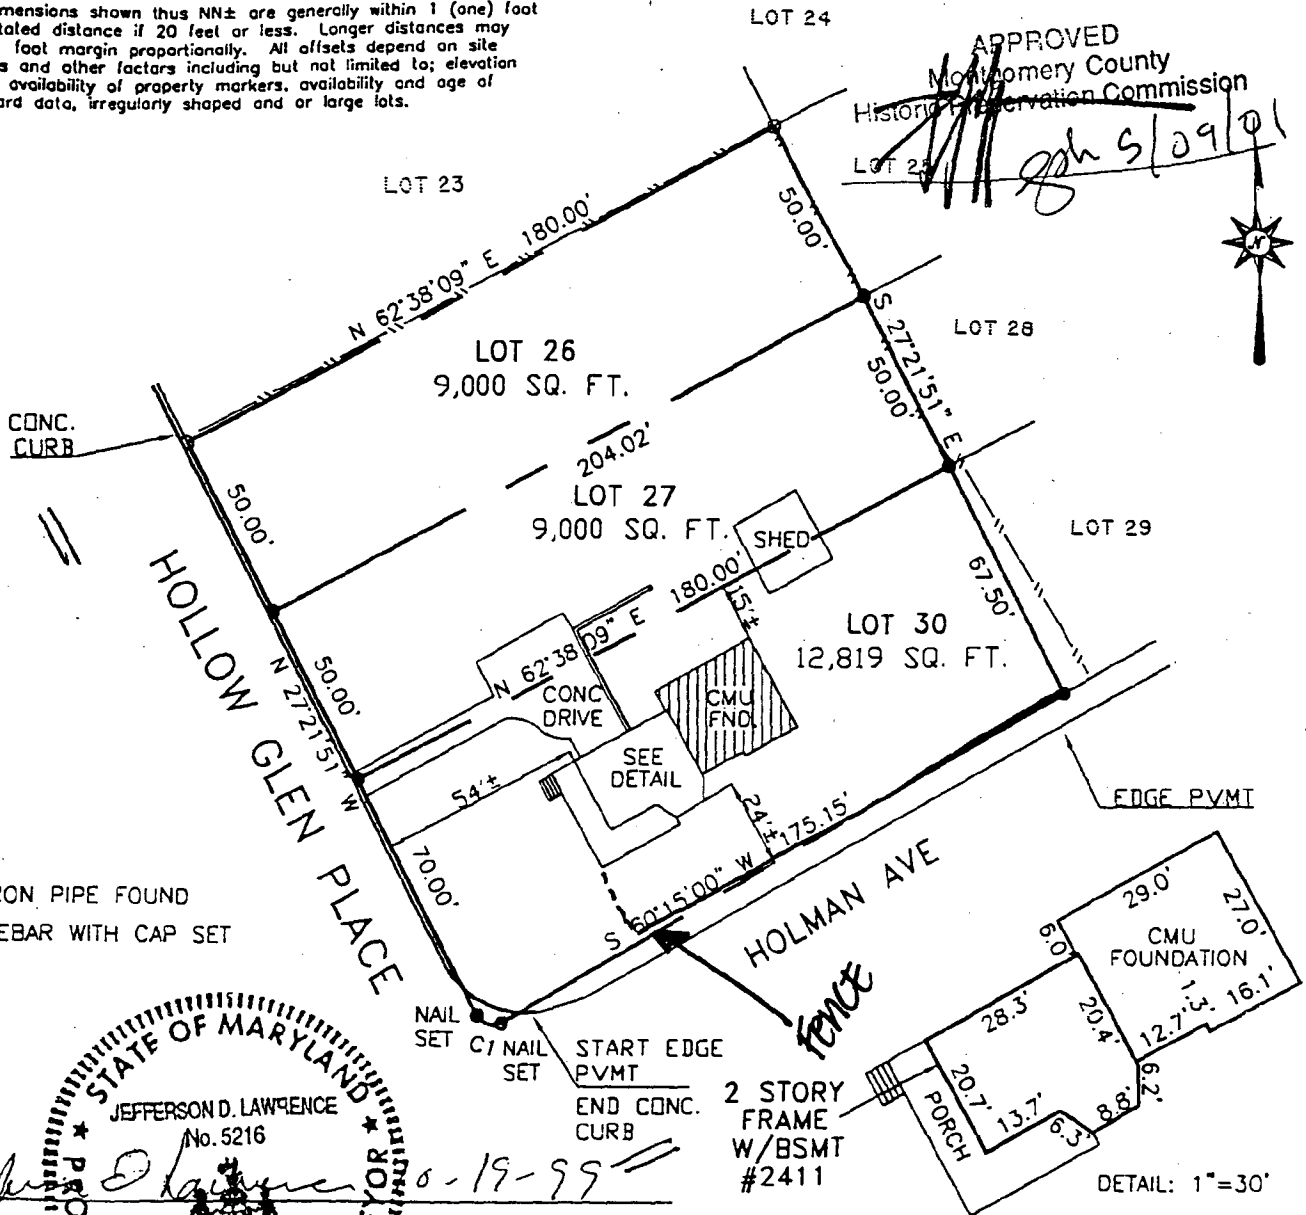 mensions shown thus NN± are generally within 1 (one) foot
tated distance if 20 feet or less. Longer distances may
foot margin proportionally. All offsets depend on site
s and other factors including but not limited to; elevation
availability of property markers, availability and age of
ard data, irregularly shaped and or large lots.
LOT 24
APPROVED
Montgomery County
Historic Preservation Commission
LOT 25
5/09/01
LOT 23
N
N 62°38'09" E 180.00'
50.00'
LOT 26
9,000 SQ. FT.
S 27°21'51" E
50.00'
LOT 28
CONC.
CURB
204.02'
50.00'
LOT 27
9,000 SQ. FT.
SHED
LOT 29
HOLLOW GLEN PLACE
N 27°21'51" W
50.00'
N 62°38'09" E 180.00'
15'±
67.50'
LOT 30
12,819 SQ. FT.
CONC
DRIVE
CMU
FND.
SEE
DETAIL
54'±
24'±
EDGE PVMT
70.00'
S 60°15'00" W 175.15'
HOLMAN AVE
FENCE
RON PIPE FOUND
EBAR WITH CAP SET
NAIL
SET
C1
NAIL
SET
START EDGE
PVMT
END CONC.
CURB
STATE OF MARYLAND
JEFFERSON D. LAWRENCE
No. 5216
PRO
YOR
10-19-99
2 STORY
FRAME
W/BSMT
#2411
29.0'
27.0'
6.0'
CMU
FOUNDATION
28.3'
20.4'
1.3'
16.1'
12.7'
20.7'
PORCH
13.7'
6.3'
8.8'
6.2'
DETAIL: 1"=30'